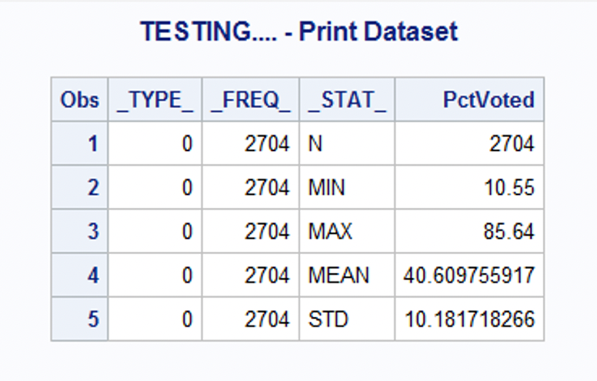 TESTING.... - Print Dataset
Obs _TYPE_ _FREQ_ _STAT_ PctVoted
1 0 2704 N 2704
2 0 2704 MIN 10.55
3 0 2704 MAX 85.64
4 0 2704 MEAN 40.609755917
5 0 2704 STD 10.181718266